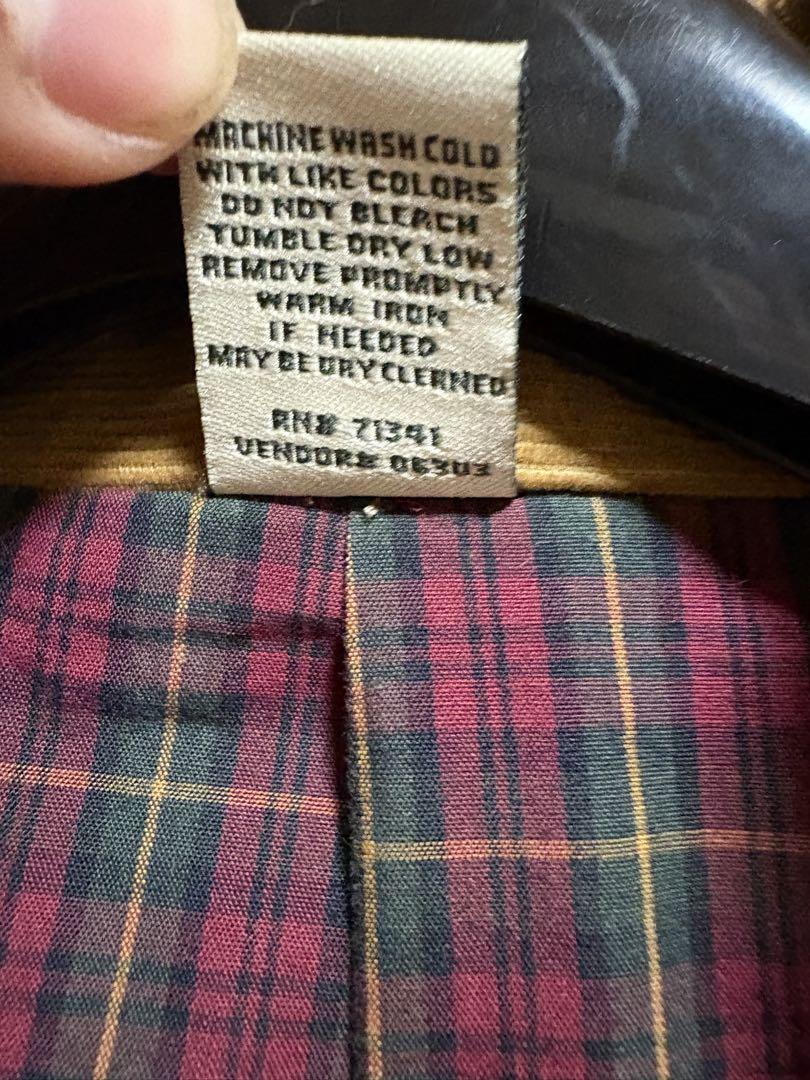 MACHINE WASH COLD
WITH LIKE COLORS
DO NOT BLEACH
TUMBLE DRY LOW
REMOVE PROMPTLY
WARM IRON
IF NEEDED
MAY BE DRY CLEANED
RN# 71341
VENDOR# 06303